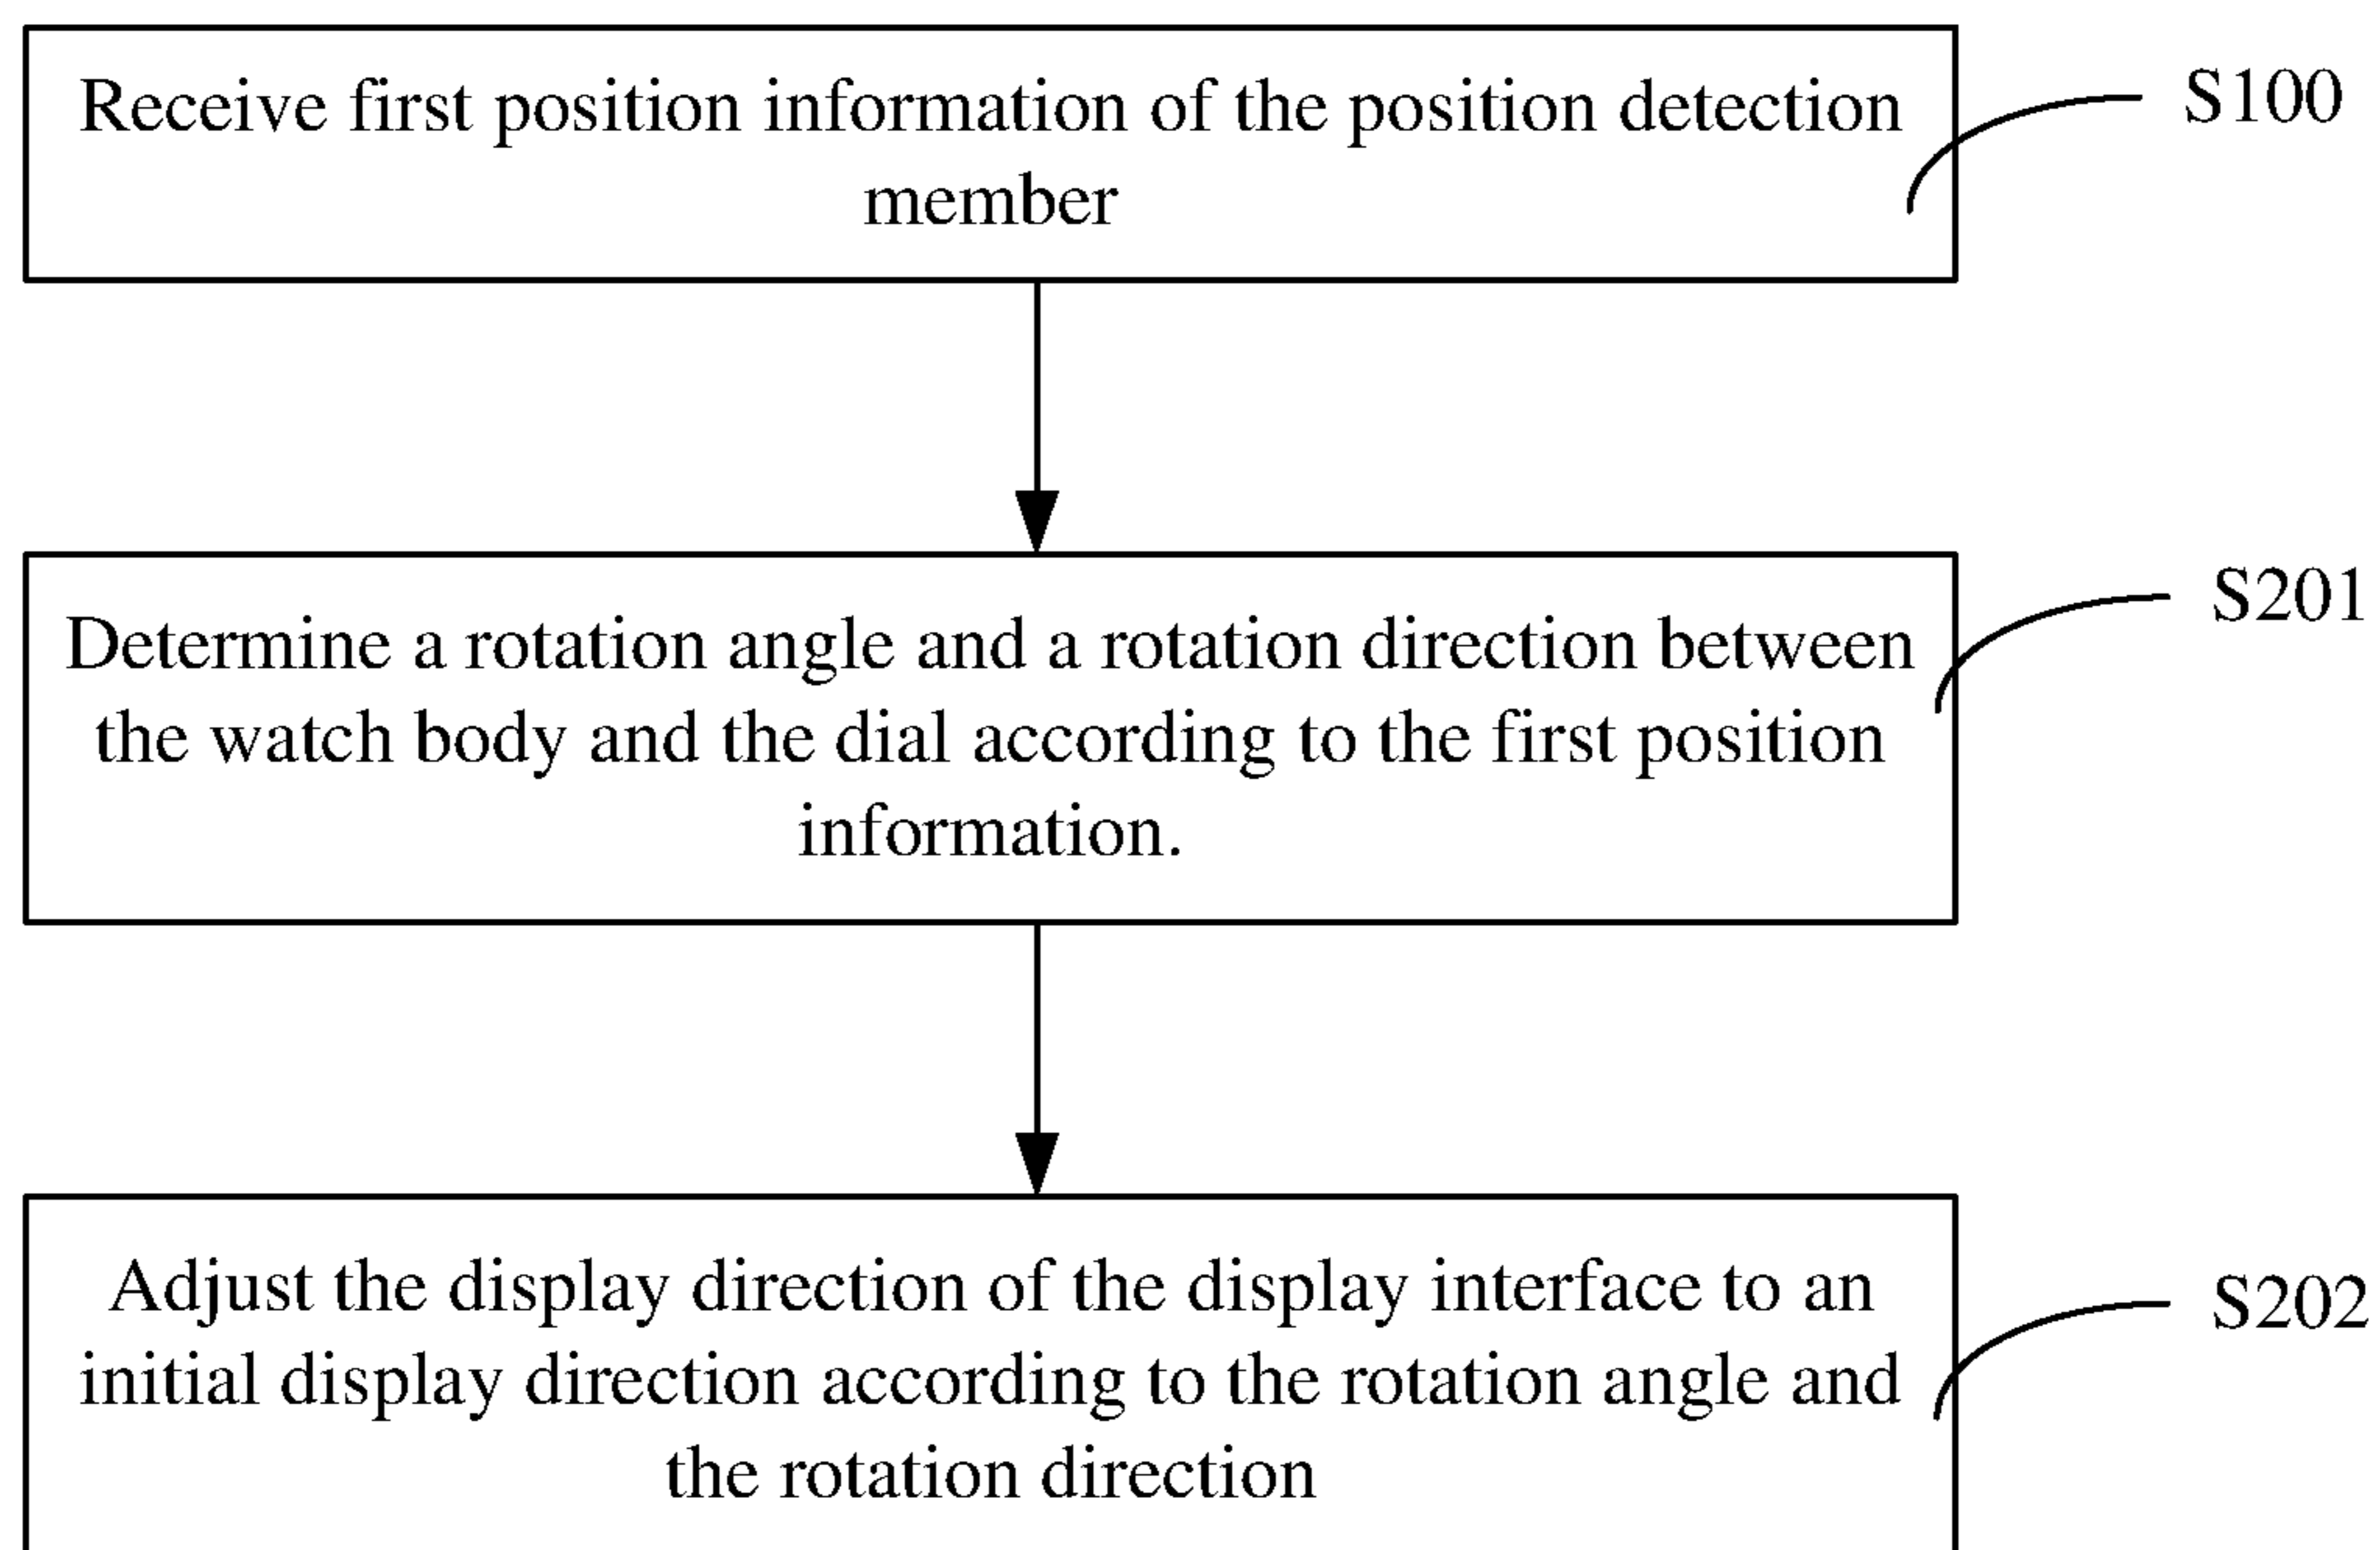 Receive first position information of the position detection
member
S100
Determine a rotation angle and a rotation direction between
the watch body and the dial according to the first position
information.
S201
Adjust the display direction of the display interface to an
initial display direction according to the rotation angle and
the rotation direction
S202